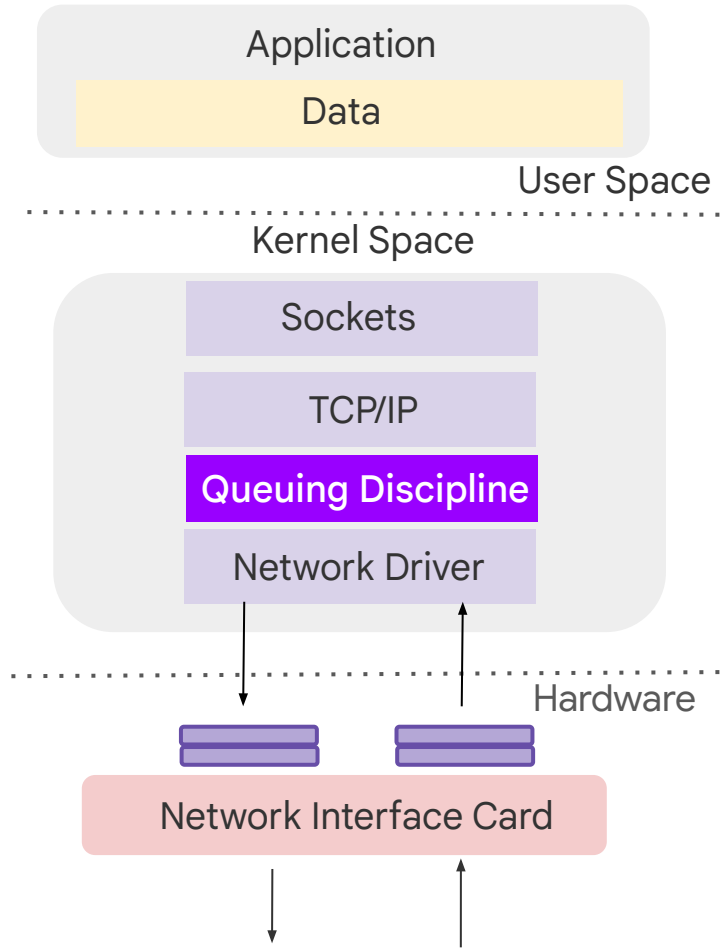 Application
Data
User Space
Kernel Space
Sockets
TCP/IP
Queuing Discipline
Network Driver
Hardware
Network Interface Card